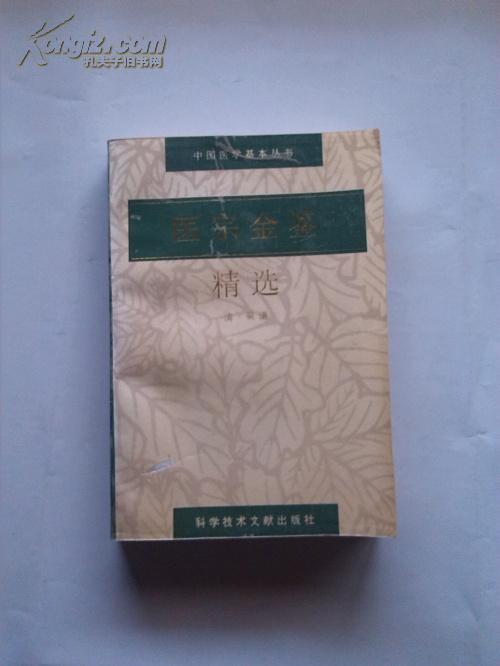 Kongfz.com
孔夫子旧书网
中国医学基本丛书
医宗金鉴
精选
科学技术文献出版社